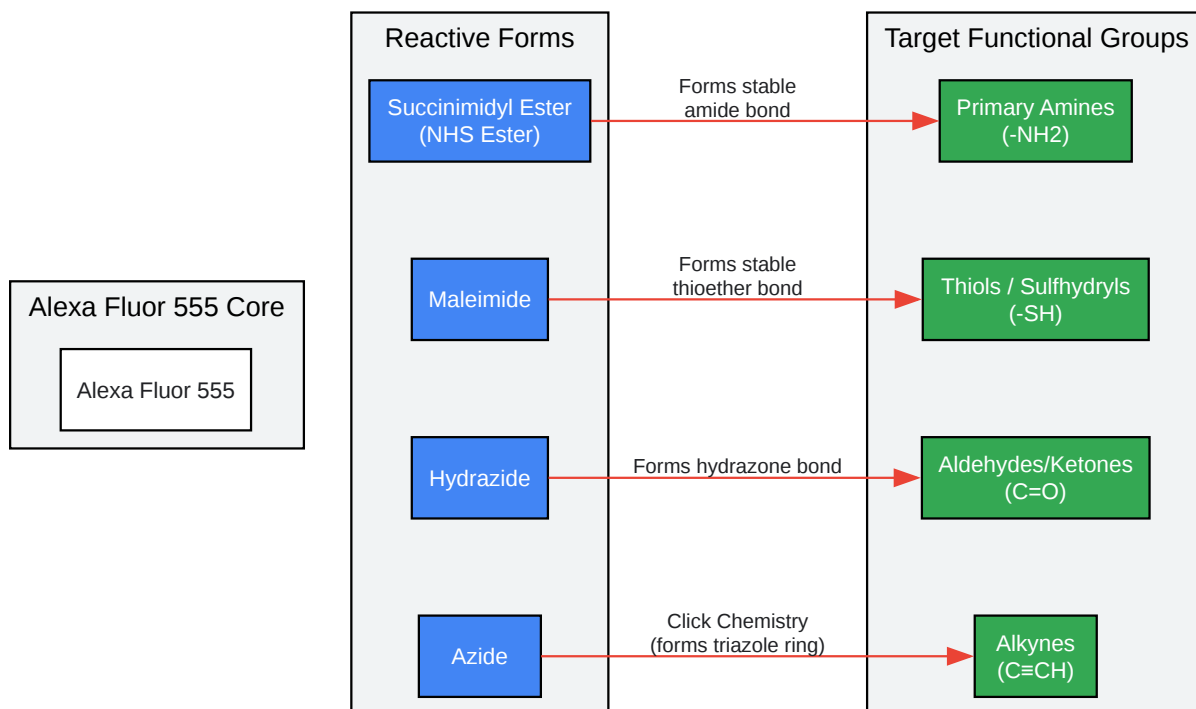 Reactive Forms
Target Functional Groups
Succinimidyl Ester
(NHS Ester)
Forms stable
amide bond
Primary Amines
(-NH2)
Alexa Fluor 555 Core
Alexa Fluor 555
Maleimide
Forms stable
thioether bond
Thiols / Sulfhydryls
(-SH)
Hydrazide
Forms hydrazone bond
Aldehydes/Ketones
(C=O)
Azide
Click Chemistry
(forms triazole ring)
Alkynes
(C≡CH)